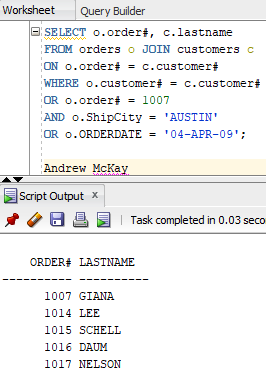 Worksheet Query Builder
SELECT o.order#, c.lastname
FROM orders o JOIN customers c
ON o.order# = c.customer#
WHERE o.customer# = c.customer#
OR o.order# = 1007
AND o.ShipCity = 'AUSTIN'
OR o.ORDERDATE = '04-APR-09';
Andrew McKay
Script Output x
Task completed in 0.03 seco
ORDER# LASTNAME
---------- ----------
1007 GIANA
1014 LEE
1015 SCHELL
1016 DAUM
1017 NELSON